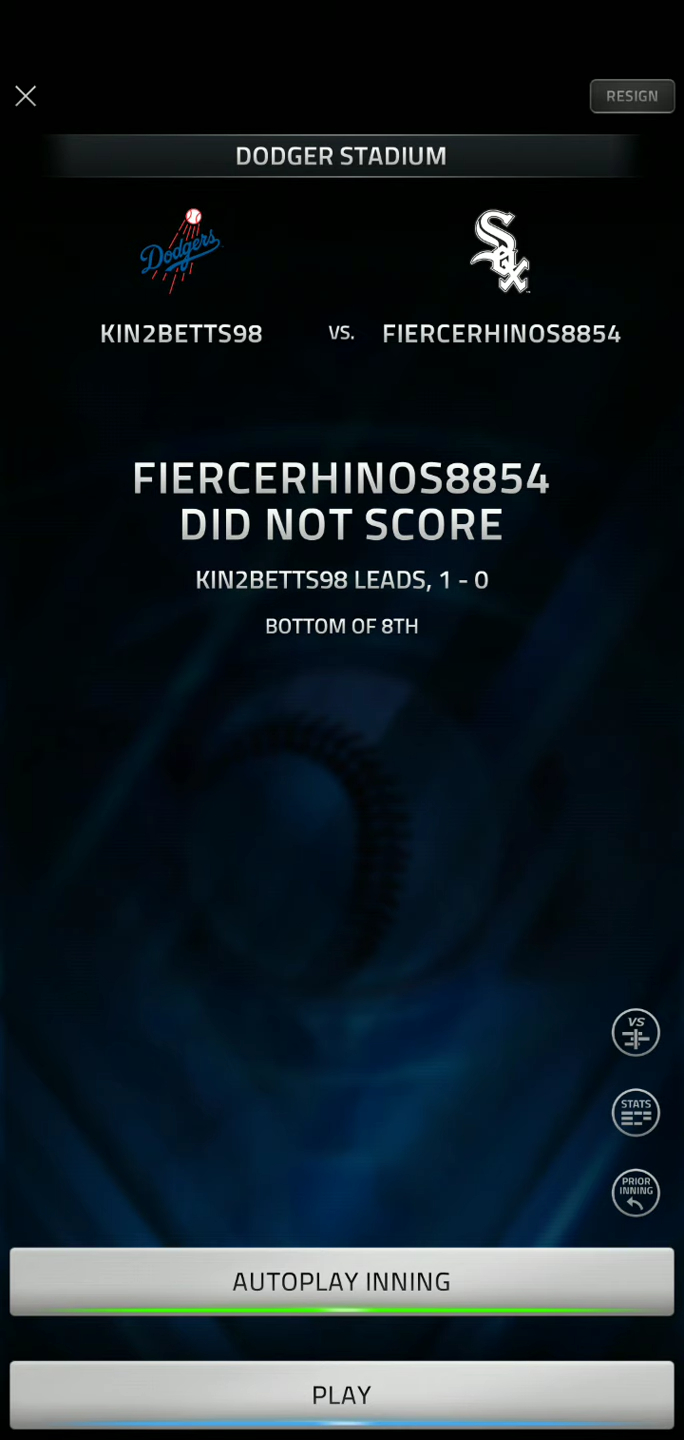 RESIGN
DODGER STADIUM
Dodgers
Sox
KIN2BETTS98 VS. FIERCERHINOS8854
FIERCERHINOS8854
DID NOT SCORE
KIN2BETTS98 LEADS, 1 - 0
BOTTOM OF 8TH
VS
STATS
PRIOR
INNING
AUTOPLAY INNING
PLAY